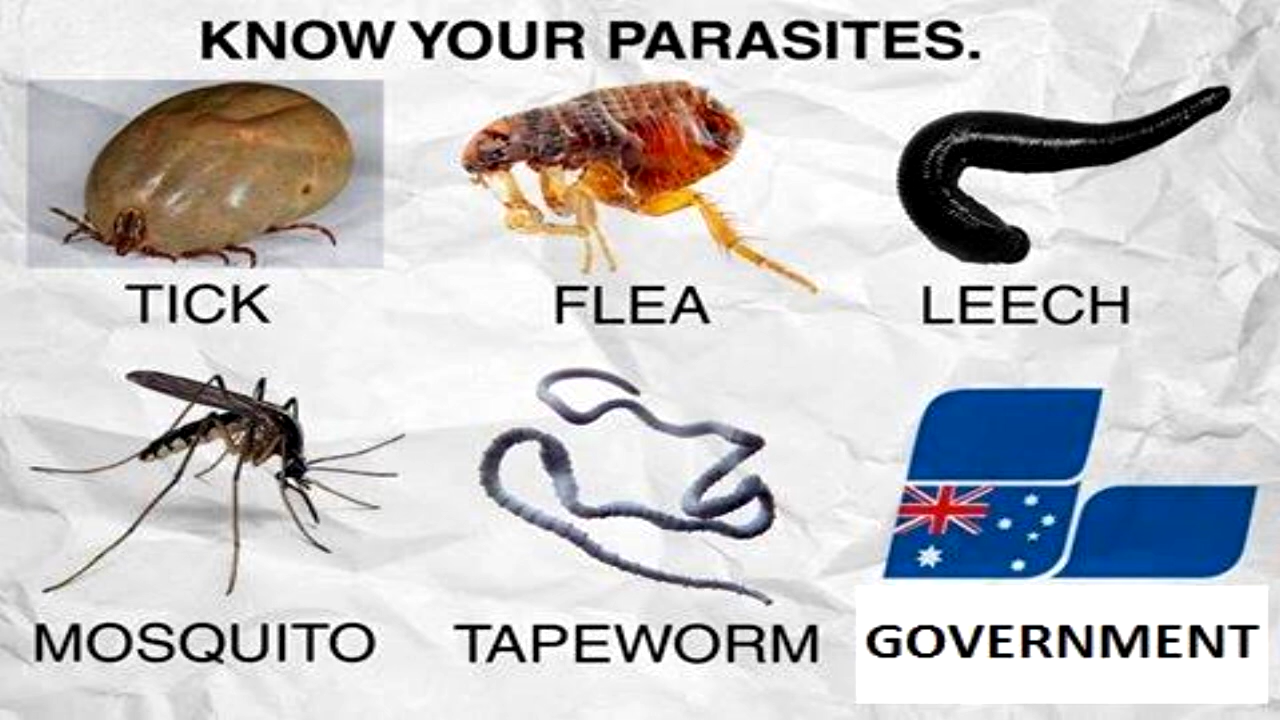 KNOW YOUR PARASITES.
TICK
FLEA
LEECH
MOSQUITO
TAPEWORM
GOVERNMENT